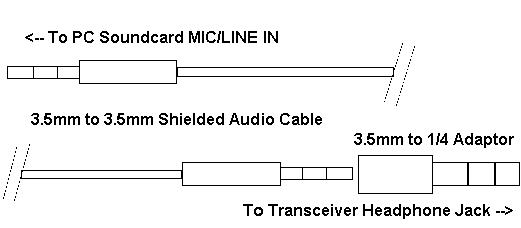 <-- To PC Soundcard MIC/LINE IN
3.5mm to 3.5mm Shielded Audio Cable
3.5mm to 1/4 Adaptor
To Transceiver Headphone Jack -->